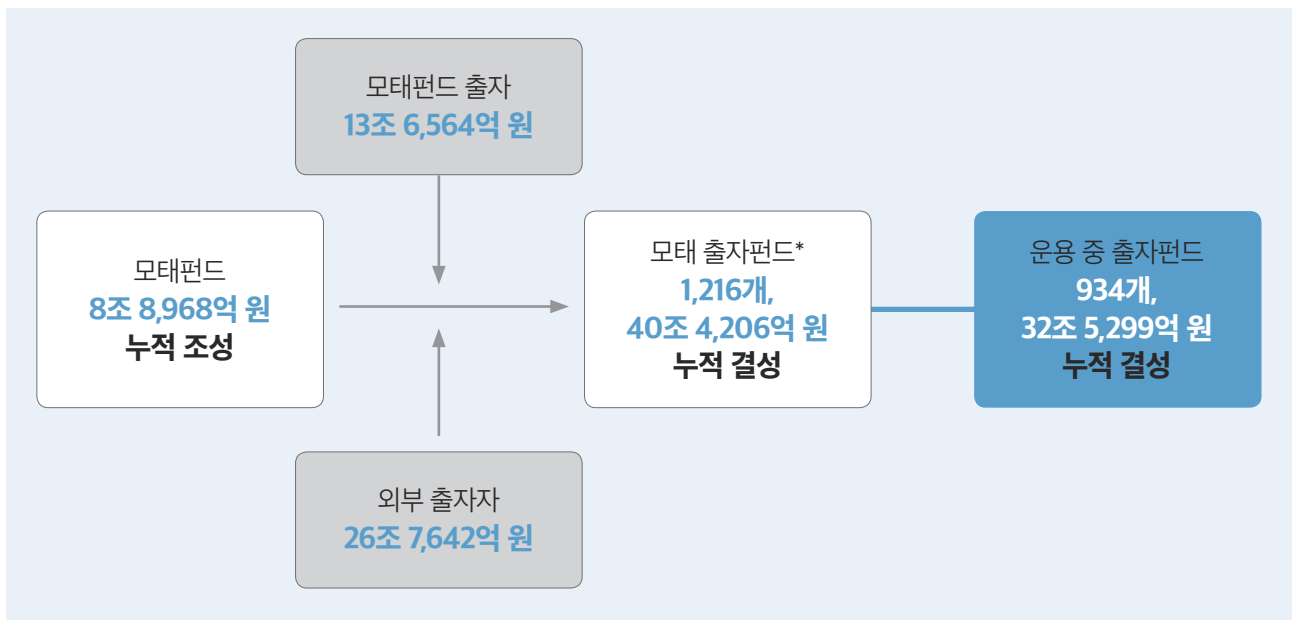 모태펀드 출자
13조 6,564억 원
모태펀드
8조 8,968억 원
누적 조성
모태 출자펀드*
1,216개,
40조 4,206억 원
누적 결성
운용 중 출자펀드
934개,
32조 5,299억 원
누적 결성
외부 출자자
26조 7,642억 원